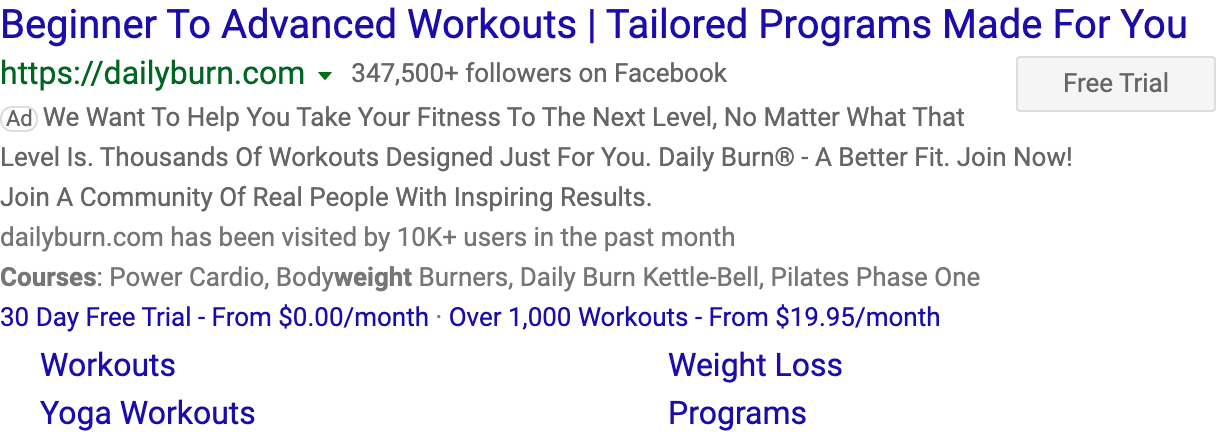 Beginner To Advanced Workouts | Tailored Programs Made For You
https://dailyburn.com 347,500+ followers on Facebook
Free Trial
Ad We Want To Help You Take Your Fitness To The Next Level, No Matter What That
Level Is. Thousands Of Workouts Designed Just For You. Daily Burn® - A Better Fit. Join Now!
Join A Community Of Real People With Inspiring Results.
dailyburn.com has been visited by 10K+ users in the past month
Courses: Power Cardio, Bodyweight Burners, Daily Burn Kettle-Bell, Pilates Phase One
30 Day Free Trial - From $0.00/month · Over 1,000 Workouts - From $19.95/month
Workouts
Weight Loss
Yoga Workouts
Programs